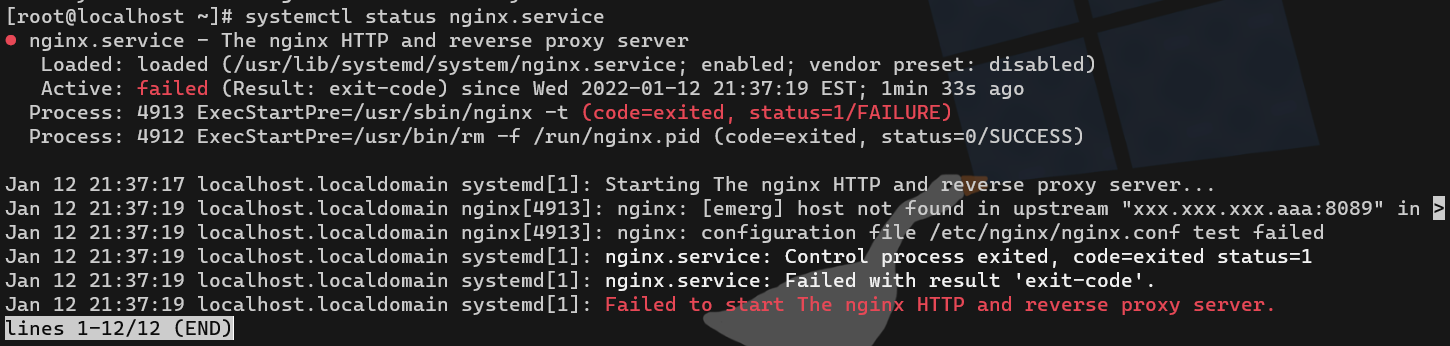 [root@localhost ~]# systemctl status nginx.service
● nginx.service - The nginx HTTP and reverse proxy server
   Loaded: loaded (/usr/lib/systemd/system/nginx.service; enabled; vendor preset: disabled)
   Active: failed (Result: exit-code) since Wed 2022-01-12 21:37:19 EST; 1min 33s ago
  Process: 4913 ExecStartPre=/usr/sbin/nginx -t (code=exited, status=1/FAILURE)
  Process: 4912 ExecStartPre=/usr/bin/rm -f /run/nginx.pid (code=exited, status=0/SUCCESS)

Jan 12 21:37:17 localhost.localdomain systemd[1]: Starting The nginx HTTP and reverse proxy server...
Jan 12 21:37:19 localhost.localdomain nginx[4913]: nginx: [emerg] host not found in upstream "xxx.xxx.xxx.aaa:8089" in >
Jan 12 21:37:19 localhost.localdomain nginx[4913]: nginx: configuration file /etc/nginx/nginx.conf test failed
Jan 12 21:37:19 localhost.localdomain systemd[1]: nginx.service: Control process exited, code=exited status=1
Jan 12 21:37:19 localhost.localdomain systemd[1]: nginx.service: Failed with result 'exit-code'.
Jan 12 21:37:19 localhost.localdomain systemd[1]: Failed to start The nginx HTTP and reverse proxy server.
lines 1-12/12 (END)